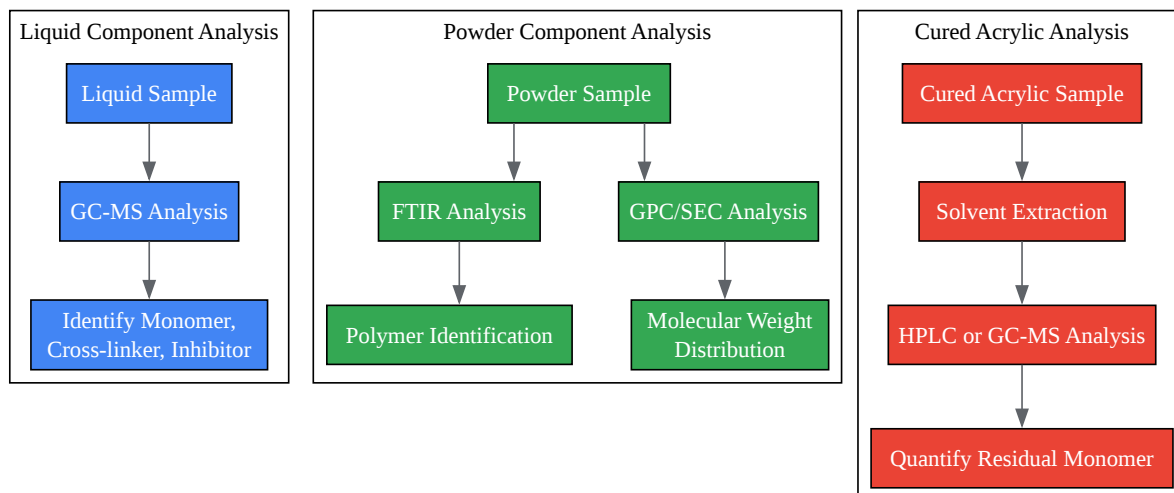 Liquid Component Analysis
Liquid Sample
GC-MS Analysis
Identify Monomer,
Cross-linker, Inhibitor
Powder Component Analysis
Powder Sample
FTIR Analysis
GPC/SEC Analysis
Polymer Identification
Molecular Weight
Distribution
Cured Acrylic Analysis
Cured Acrylic Sample
Solvent Extraction
HPLC or GC-MS Analysis
Quantify Residual Monomer